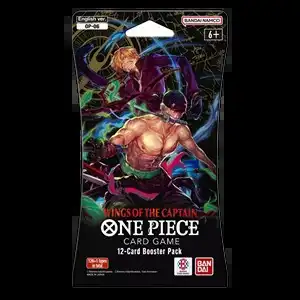 English ver.
OP-06
BANDAI NAMCO
6+
WINGS OF THE CAPTAIN
ONE PIECE
CARD GAME
12-Card Booster Pack
BANDAI